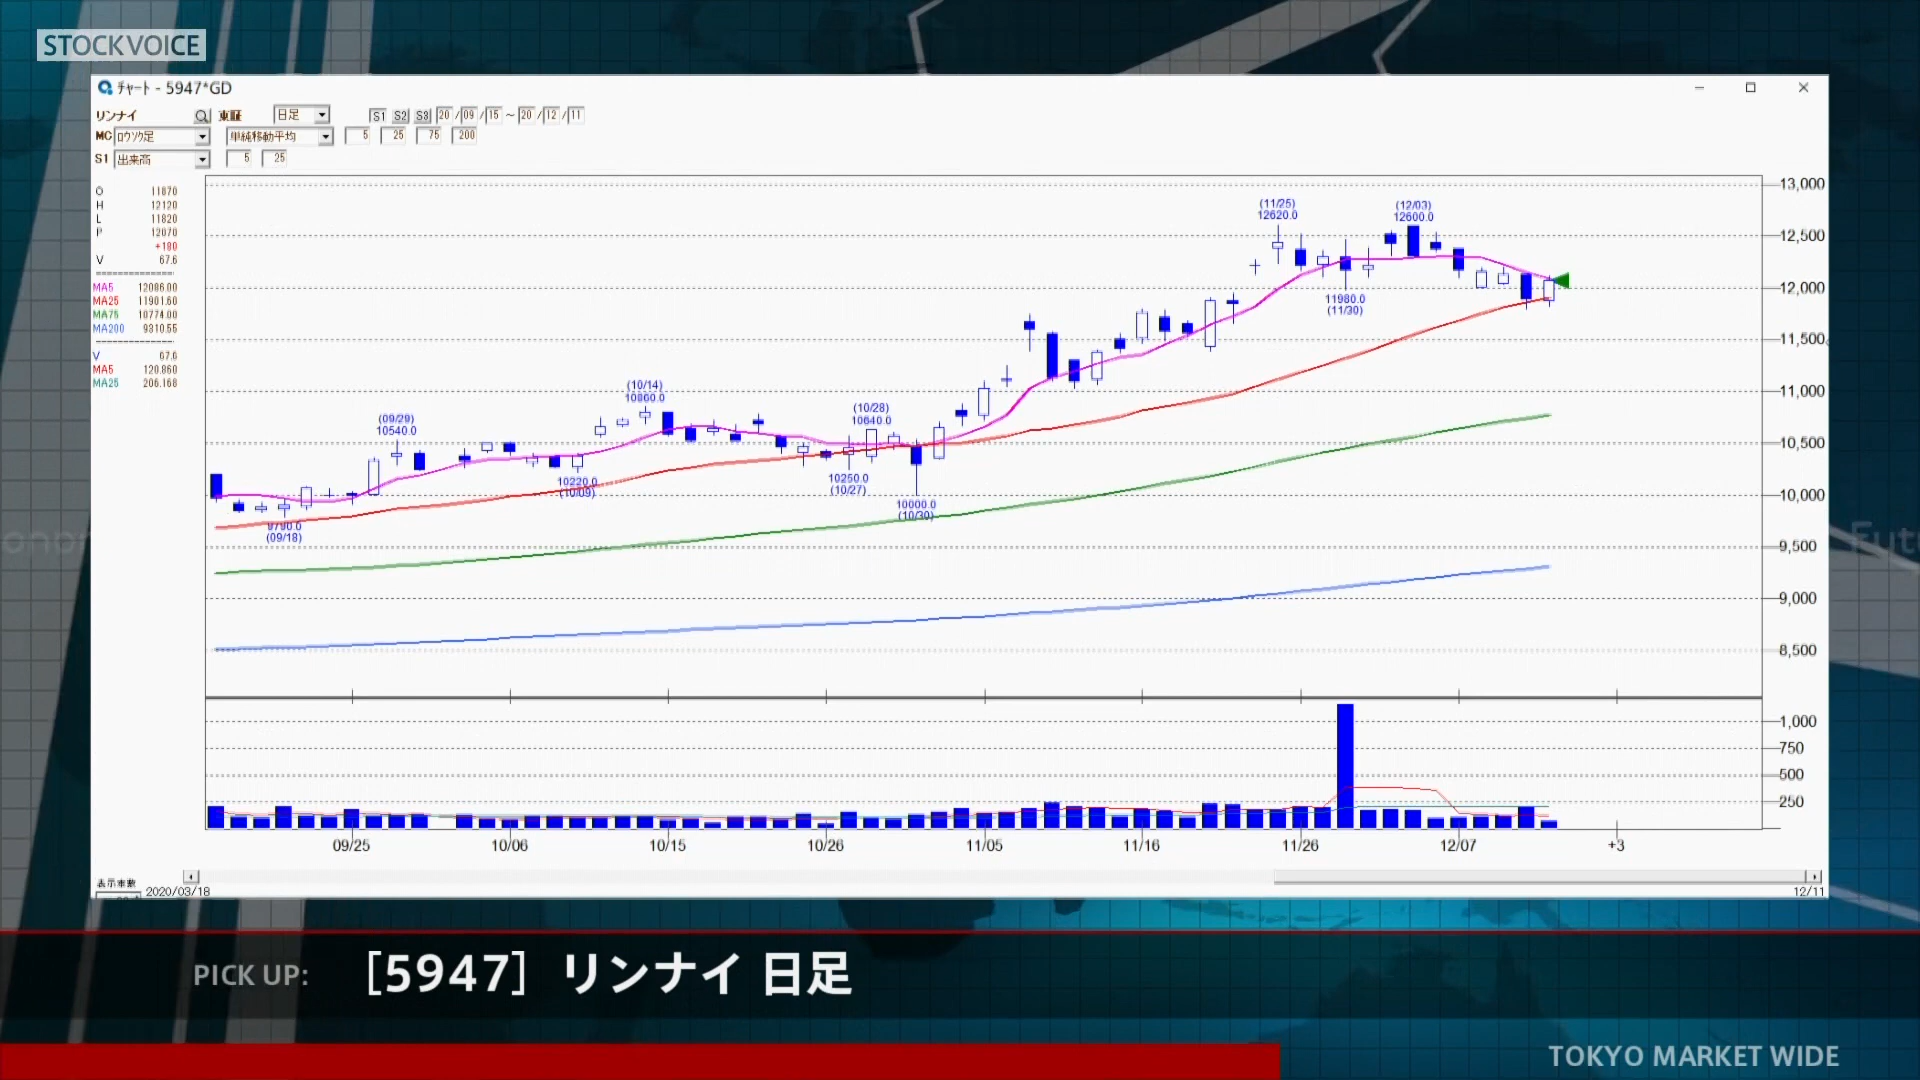 STOCKVOICE
チャート - 5947*GD
リンナイ 東証 日足 S1 S2 S3 20/09/15 ~ 20/12/11
MC ロウソク足 単純移動平均 5 25 75 200
S1 出来高 5 25
O 11870
H 12120
L 11820
P 12070
+180
V 67.6
MA5 12086.00
MA25 11901.60
MA75 10774.00
MA200 9310.55
V 67.6
MA5 120.860
MA25 206.168
13,000
12,500
12,000
11,500
11,000
10,500
10,000
9,500
9,000
8,500
(09/29)
10540.0
9790.0
(09/18)
(10/14)
10860.0
10220.0
(10/09)
(10/28)
10640.0
10250.0
(10/27)
10000.0
(10/30)
(11/25)
12620.0
(12/03)
12600.0
11980.0
(11/30)
1,000
750
500
250
09/25 10/06 10/15 10/26 11/05 11/16 11/26 12/07 +3
表示本数
2020/03/18 12/11
PICK UP: [5947] リンナイ 日足
TOKYO MARKET WIDE